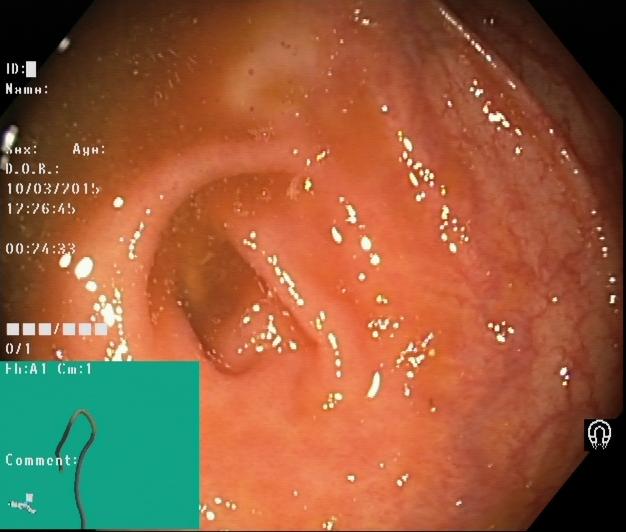 ID:
Name:
Sex: Age:
D.O.B.:
10/03/2015
12:26:45
00:24:33
/
0/1
Eh:A1 Cm:1
Comment: